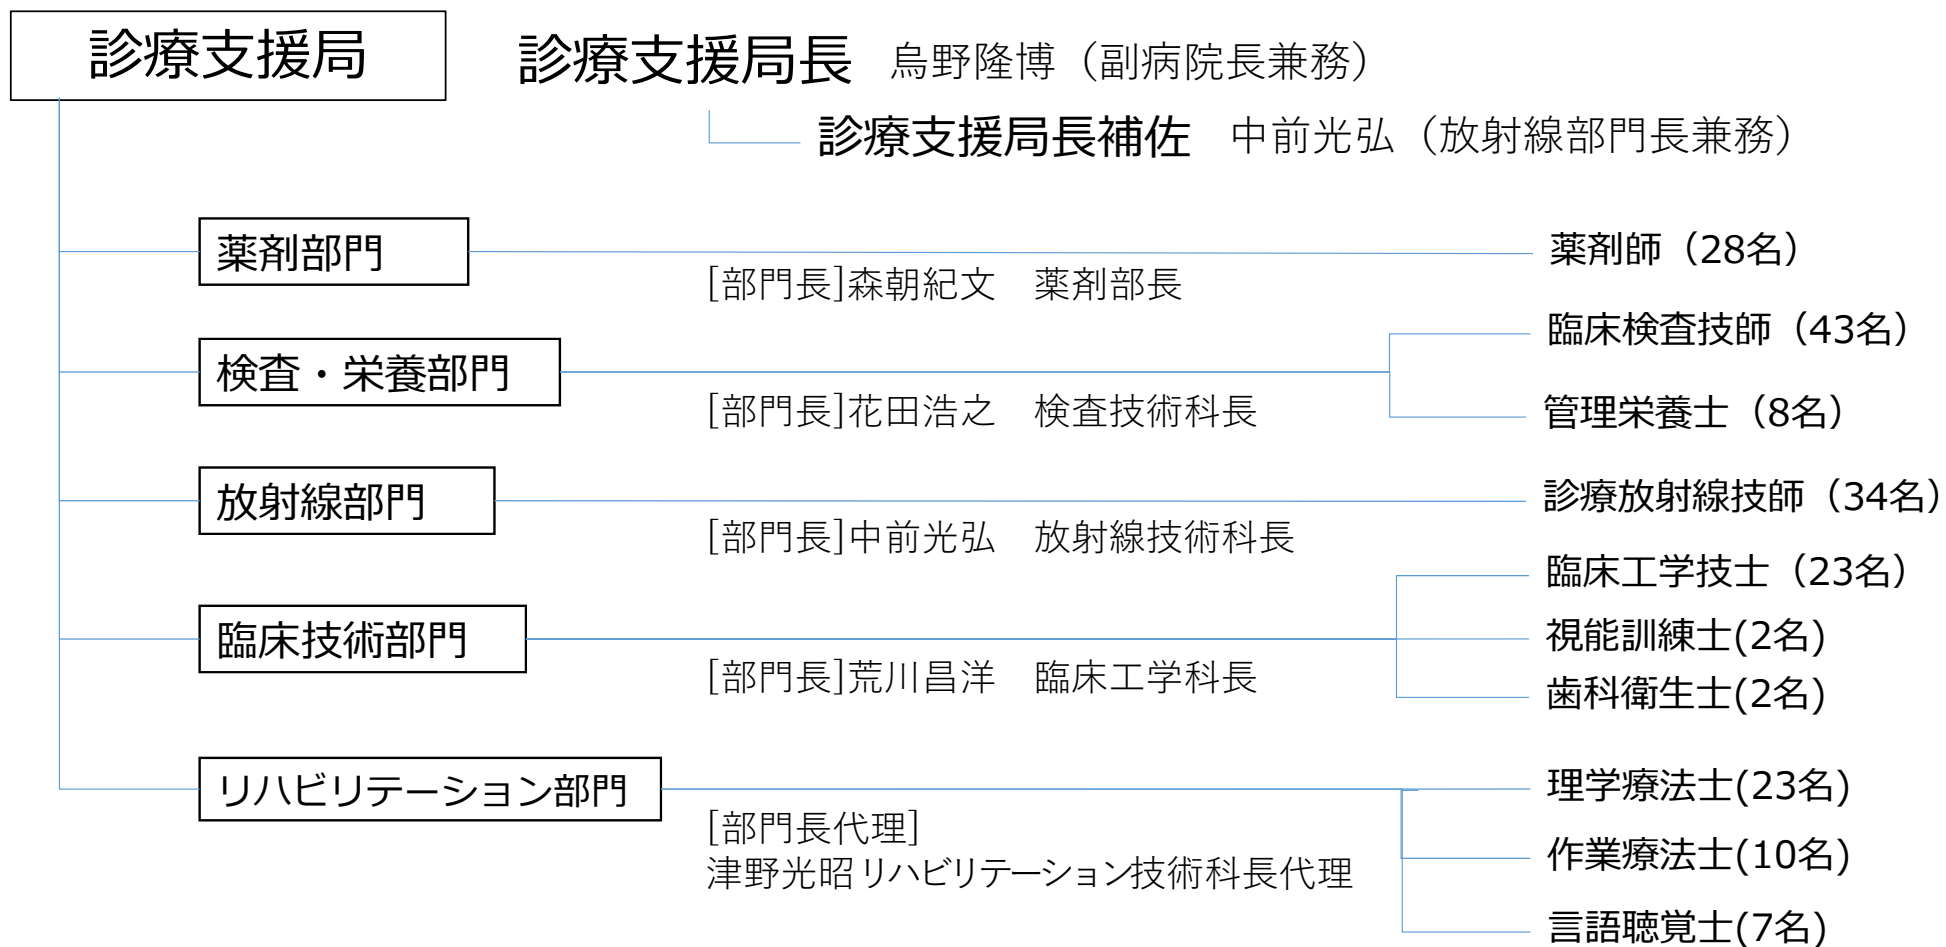 診療支援局
診療支援局長 烏野隆博（副病院長兼務）
診療支援局長補佐 中前光弘（放射線部門長兼務）
薬剤部門
[部門長]森朝紀文　薬剤部長
薬剤師（28名）
検査・栄養部門
[部門長]花田浩之　検査技術科長
臨床検査技師（43名）
管理栄養士（8名）
放射線部門
[部門長]中前光弘　放射線技術科長
診療放射線技師（34名）
臨床技術部門
[部門長]荒川昌洋　臨床工学科長
臨床工学技士（23名）
視能訓練士(2名)
歯科衛生士(2名)
リハビリテーション部門
[部門長代理]
津野光昭 リハビリテーション技術科長代理
理学療法士(23名)
作業療法士(10名)
言語聴覚士(7名)